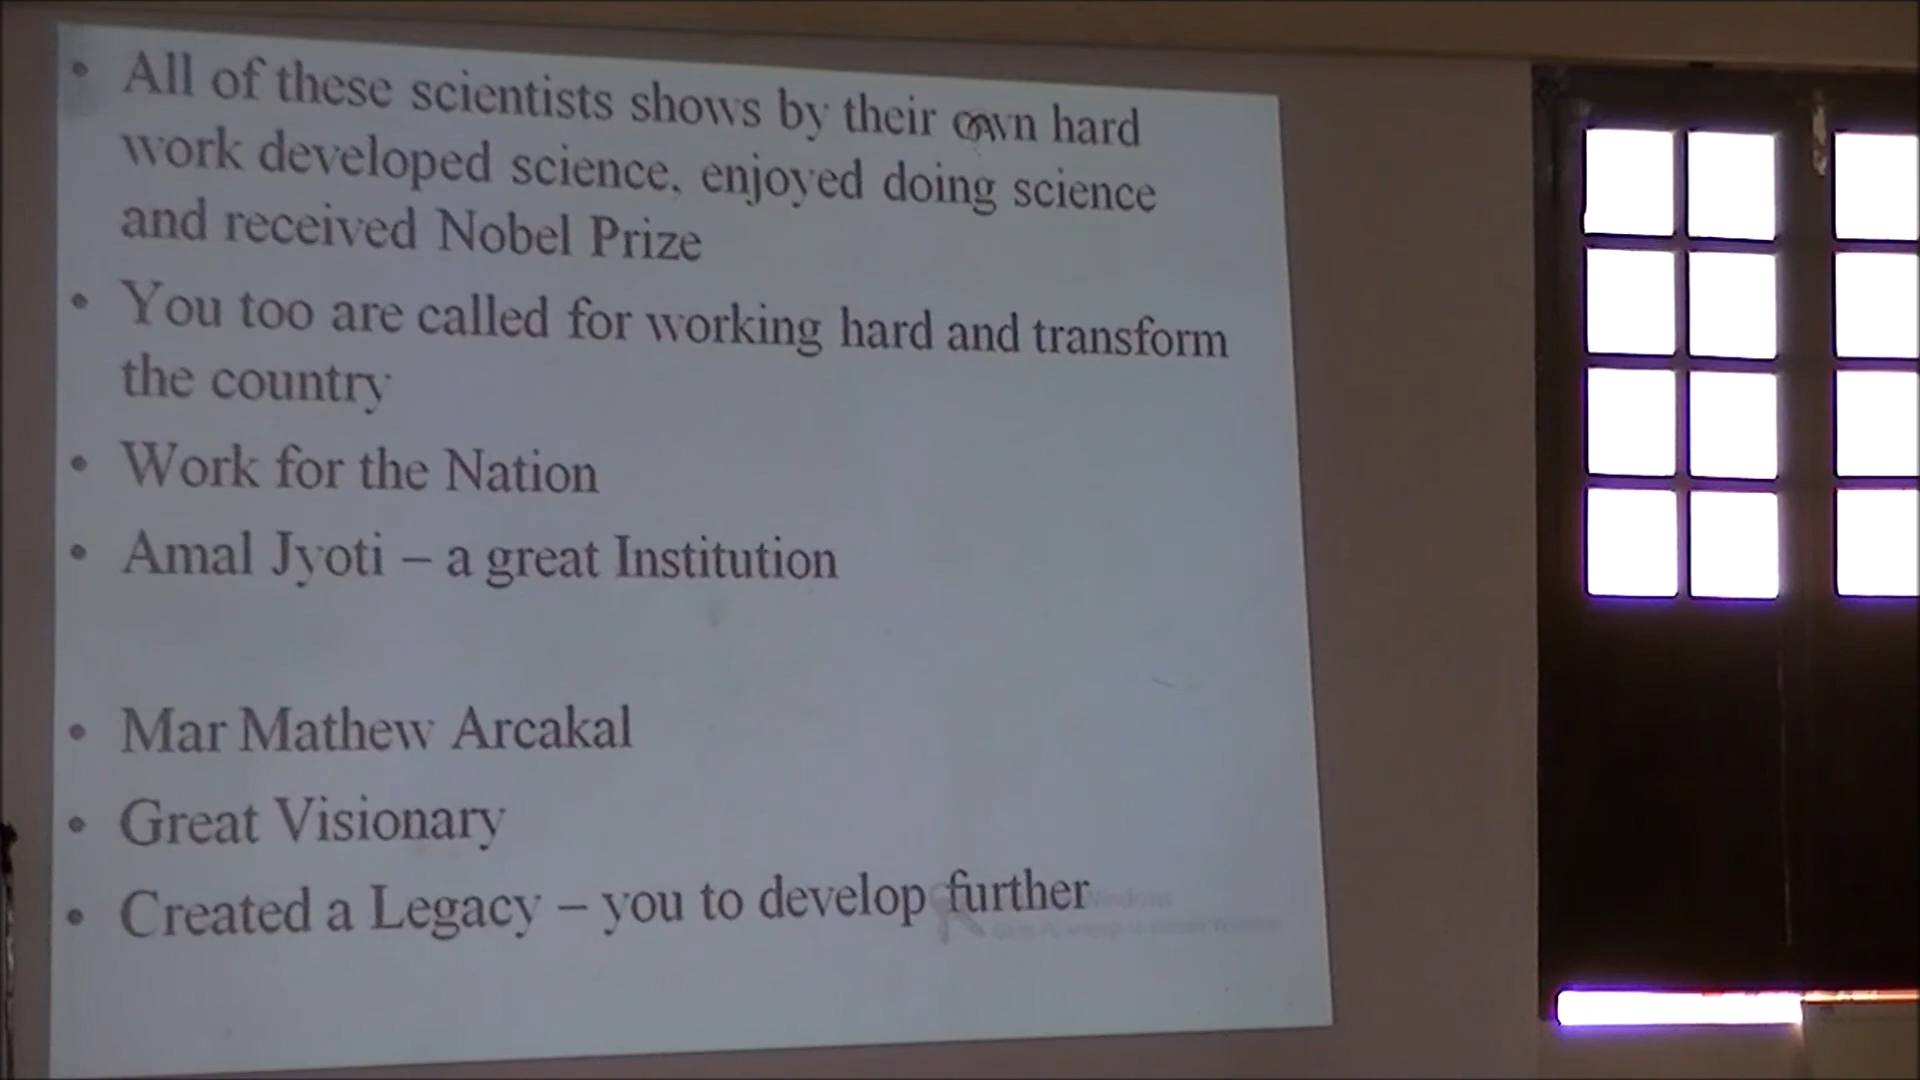 • All of these scientists shows by their own hard
work developed science, enjoyed doing science
and received Nobel Prize
• You too are called for working hard and transform
the country
• Work for the Nation
• Amal Jyoti – a great Institution
• Mar Mathew Arcakal
• Great Visionary
• Created a Legacy – you to develop further
Windows